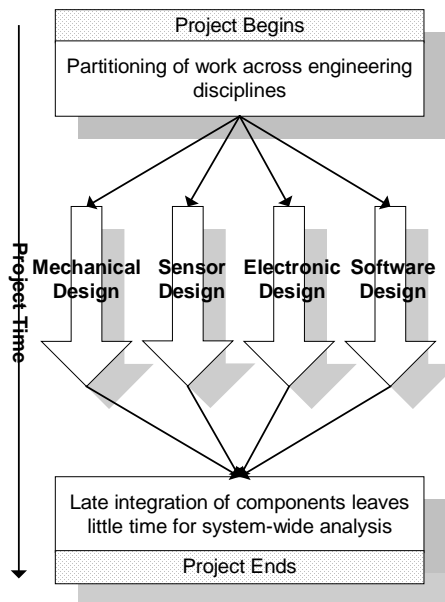 Project Begins
Partitioning of work across engineering
disciplines
Project Time
Mechanical
Design
Sensor
Design
Electronic
Design
Software
Design
Late integration of components leaves
little time for system-wide analysis
Project Ends